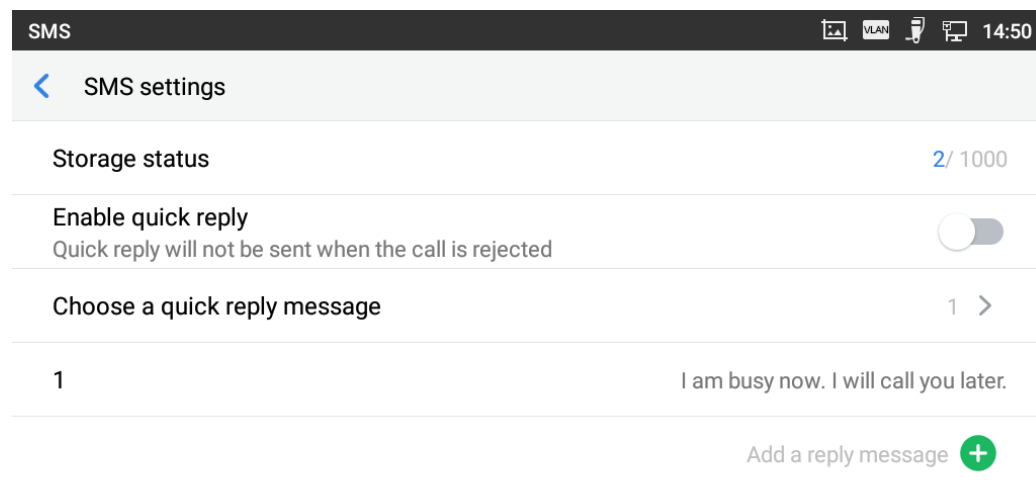 SMS VLAN 14:50
SMS settings
Storage status 2/ 1000
Enable quick reply
Quick reply will not be sent when the call is rejected
Choose a quick reply message 1
1 I am busy now. I will call you later.
Add a reply message